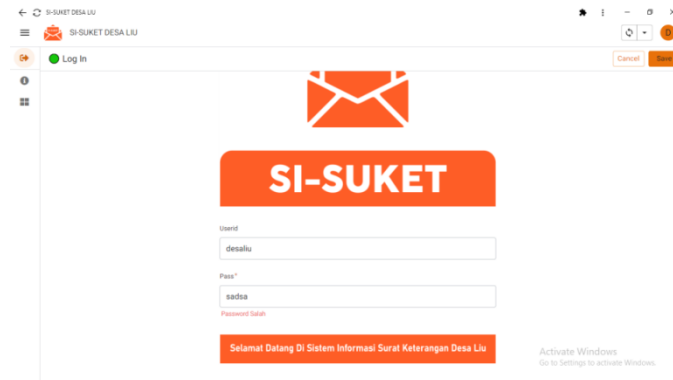 SI-SUKET DESA LIU
SI-SUKET DESA LIU
D
Log In
Cancel
Save
SI-SUKET
Userid
desaliu
Pass*
sadsa
Password Salah
Selamat Datang Di Sistem Informasi Surat Keterangan Desa Liu
Activate Windows
Go to Settings to activate Windows.